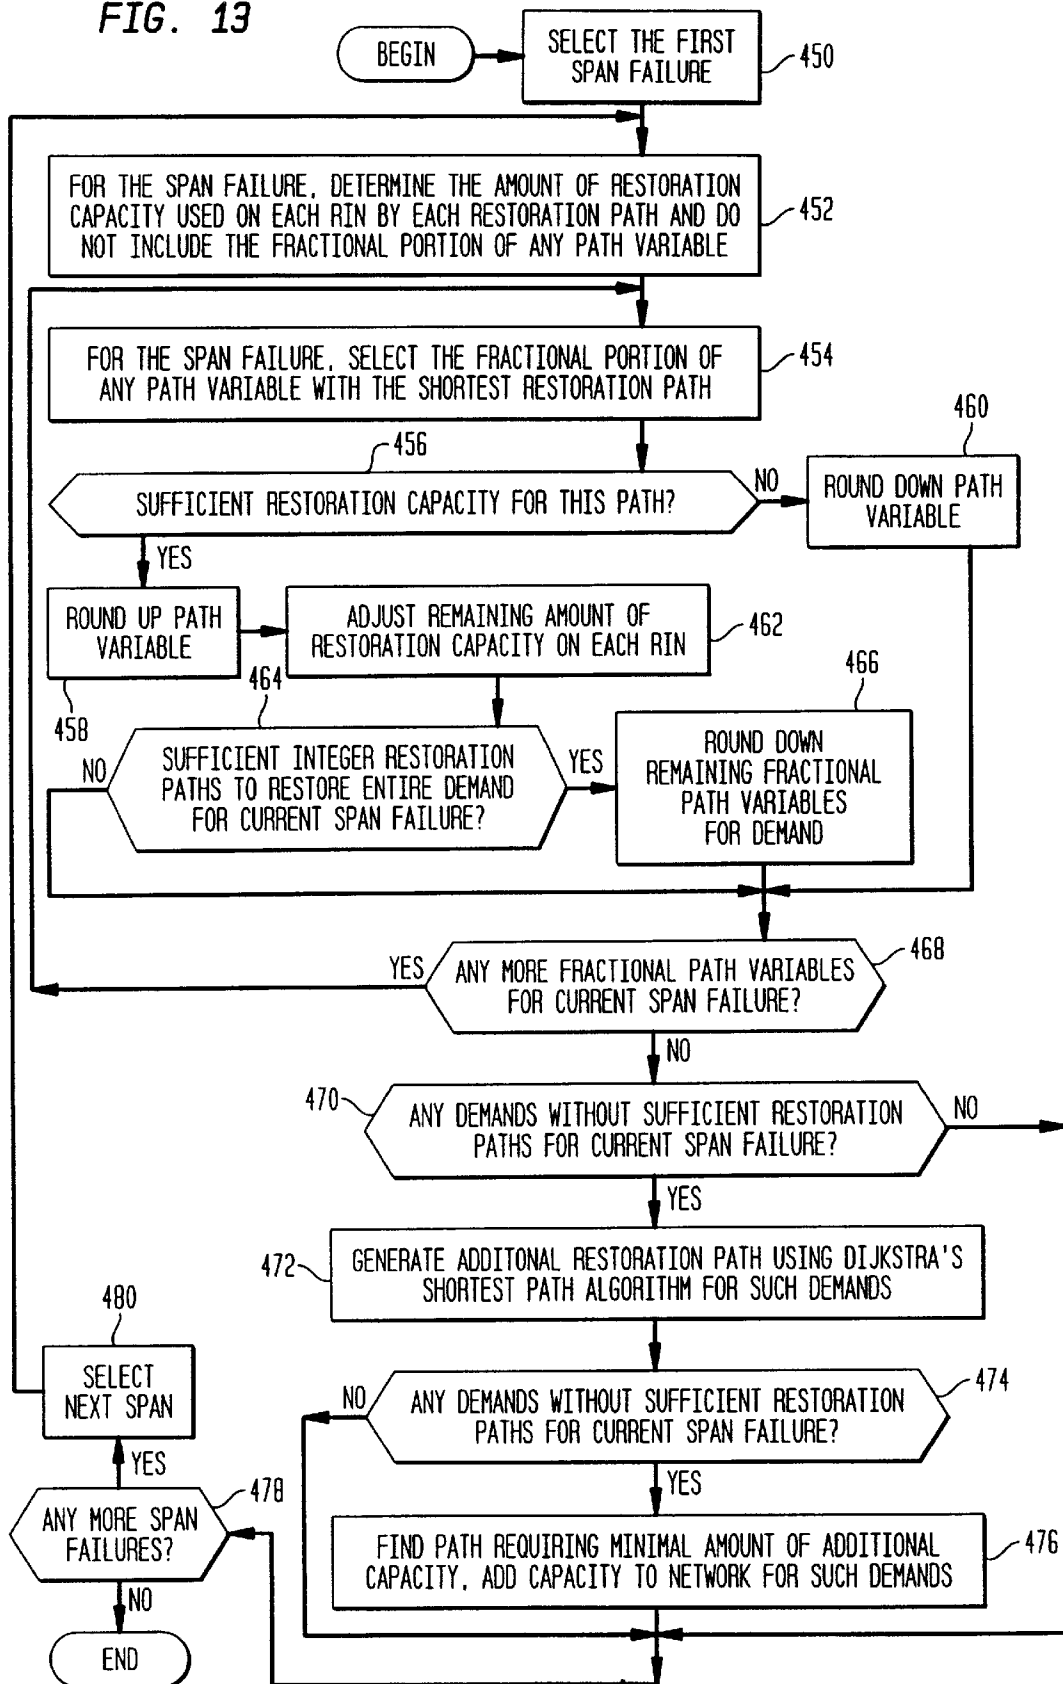 FIG. 13
BEGIN
SELECT THE FIRST
SPAN FAILURE
450
FOR THE SPAN FAILURE, DETERMINE THE AMOUNT OF RESTORATION
CAPACITY USED ON EACH RIN BY EACH RESTORATION PATH AND DO
NOT INCLUDE THE FRACTIONAL PORTION OF ANY PATH VARIABLE
452
FOR THE SPAN FAILURE, SELECT THE FRACTIONAL PORTION OF
ANY PATH VARIABLE WITH THE SHORTEST RESTORATION PATH
454
456
SUFFICIENT RESTORATION CAPACITY FOR THIS PATH?
NO
460
ROUND DOWN PATH
VARIABLE
YES
ROUND UP PATH
VARIABLE
458
ADJUST REMAINING AMOUNT OF
RESTORATION CAPACITY ON EACH RIN
462
464
SUFFICIENT INTEGER RESTORATION
PATHS TO RESTORE ENTIRE DEMAND
FOR CURRENT SPAN FAILURE?
NO
YES
466
ROUND DOWN
REMAINING FRACTIONAL
PATH VARIABLES
FOR DEMAND
ANY MORE FRACTIONAL PATH VARIABLES
FOR CURRENT SPAN FAILURE?
468
YES
NO
470
ANY DEMANDS WITHOUT SUFFICIENT RESTORATION
PATHS FOR CURRENT SPAN FAILURE?
NO
YES
472
GENERATE ADDITONAL RESTORATION PATH USING DIJKSTRA'S
SHORTEST PATH ALGORITHM FOR SUCH DEMANDS
ANY DEMANDS WITHOUT SUFFICIENT RESTORATION
PATHS FOR CURRENT SPAN FAILURE?
474
NO
YES
FIND PATH REQUIRING MINIMAL AMOUNT OF ADDITIONAL
CAPACITY, ADD CAPACITY TO NETWORK FOR SUCH DEMANDS
476
480
SELECT
NEXT SPAN
YES
ANY MORE SPAN
FAILURES?
478
NO
END